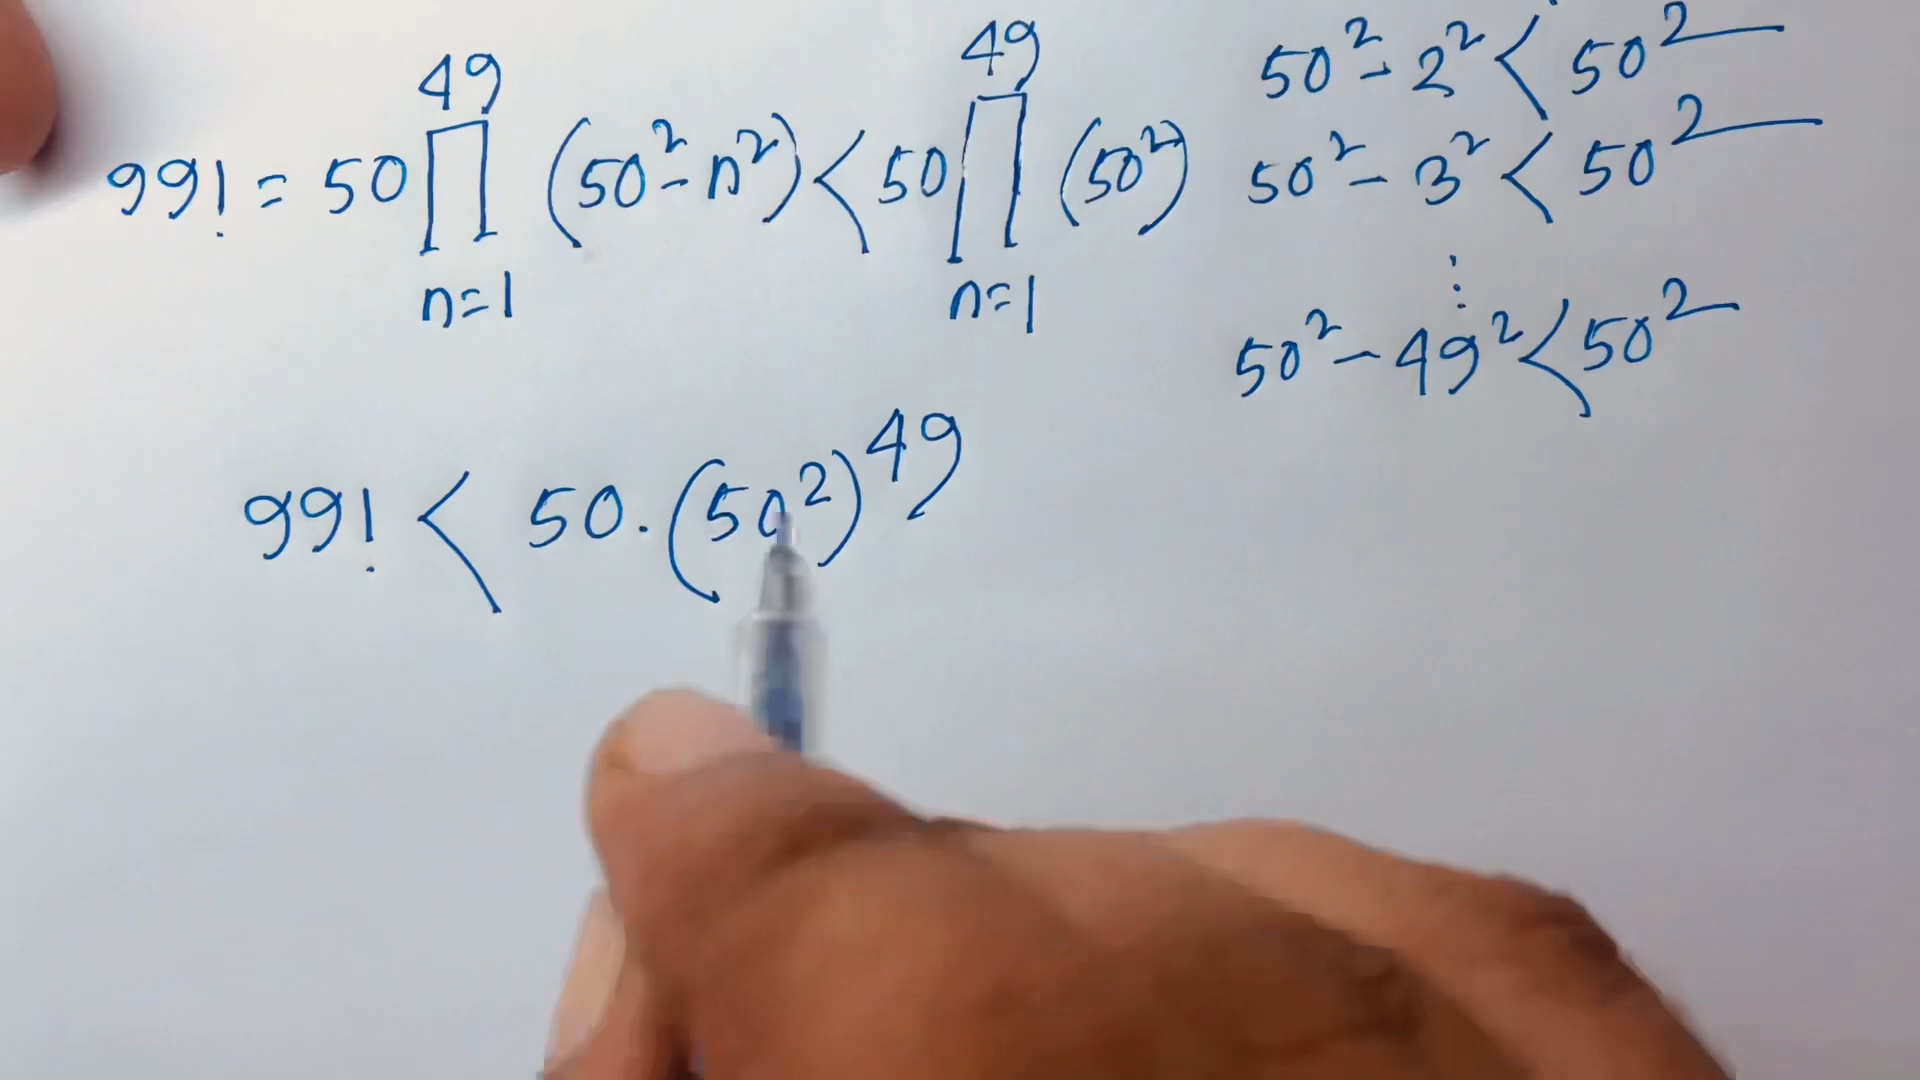 49 49
99! = 50 ∏ (50² - n²) < 50 ∏ (50²)
n=1 n=1
50² - 2² < 50²
50² - 3² < 50²
⋮
50² - 49² < 50²
99! < 50 . (50²)⁴⁹